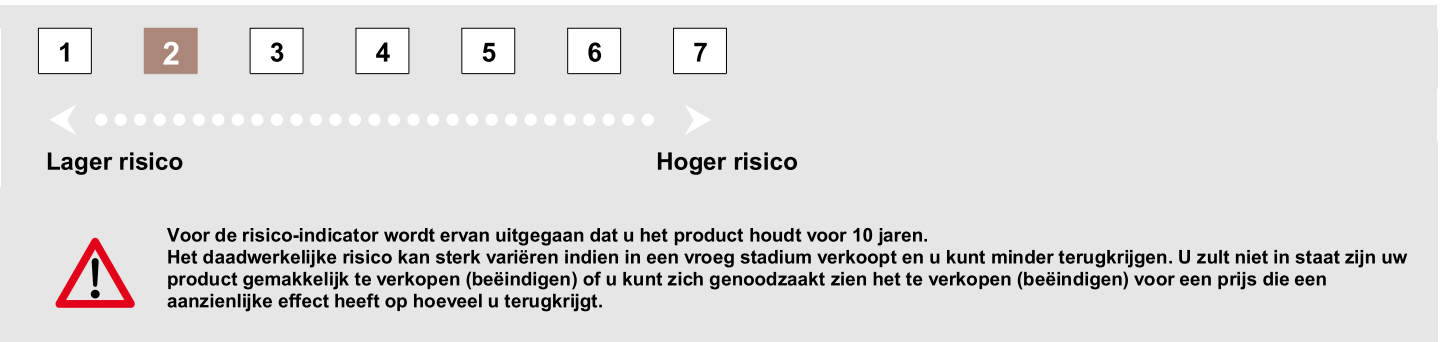 1 2 3 4 5 6 7
Lager risico Hoger risico
Voor de risico-indicator wordt ervan uitgegaan dat u het product houdt voor 10 jaren.
Het daadwerkelijke risico kan sterk variëren indien in een vroeg stadium verkoopt en u kunt minder terugkrijgen. U zult niet in staat zijn uw
product gemakkelijk te verkopen (beëindigen) of u kunt zich genoodzaakt zien het te verkopen (beëindigen) voor een prijs die een
aanzienlijke effect heeft op hoeveel u terugkrijgt.